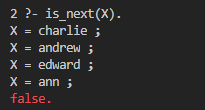 2 ?- is_next(X).
X = charlie ;
X = andrew ;
X = edward ;
X = ann ;
false.